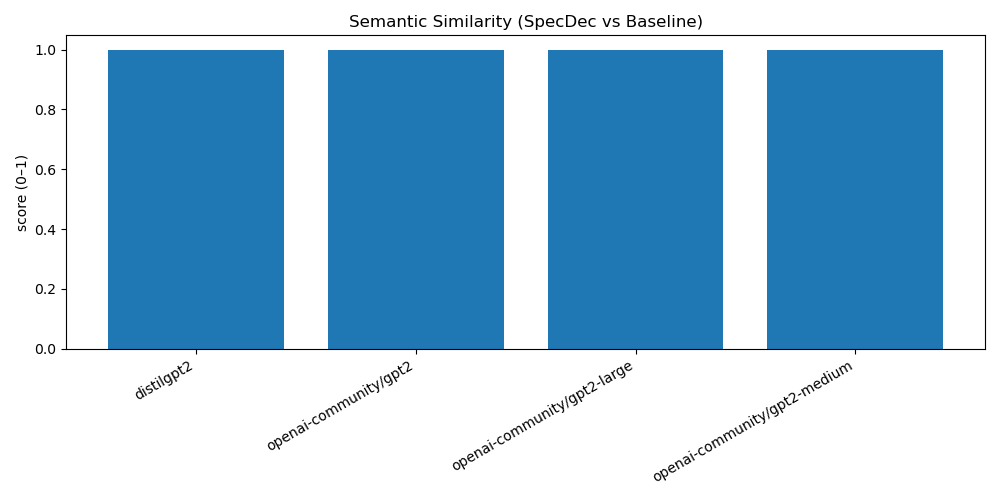 Semantic Similarity (SpecDec vs Baseline)
score (0–1)
1.0
0.8
0.6
0.4
0.2
0.0
distilgpt2
openai-community/gpt2
openai-community/gpt2-large
openai-community/gpt2-medium